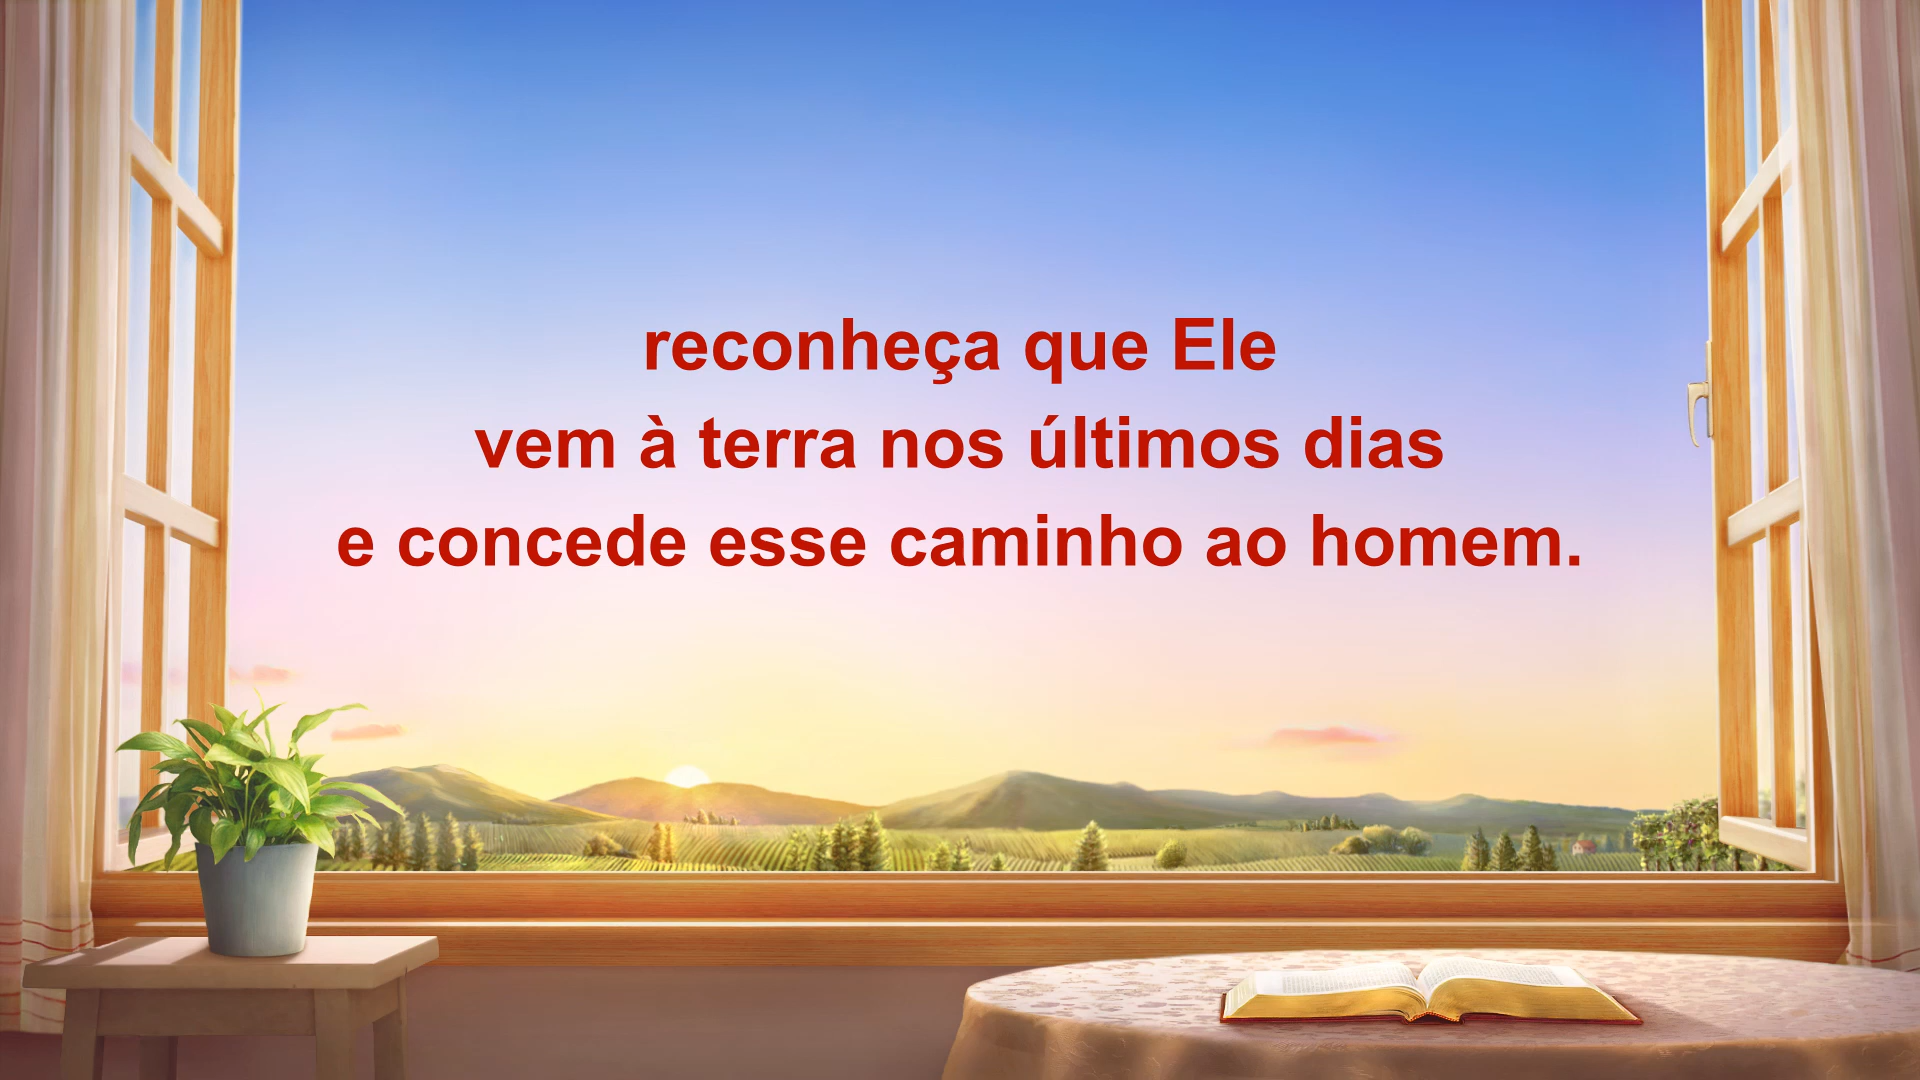 reconheça que Ele
vem à terra nos últimos dias
e concede esse caminho ao homem.